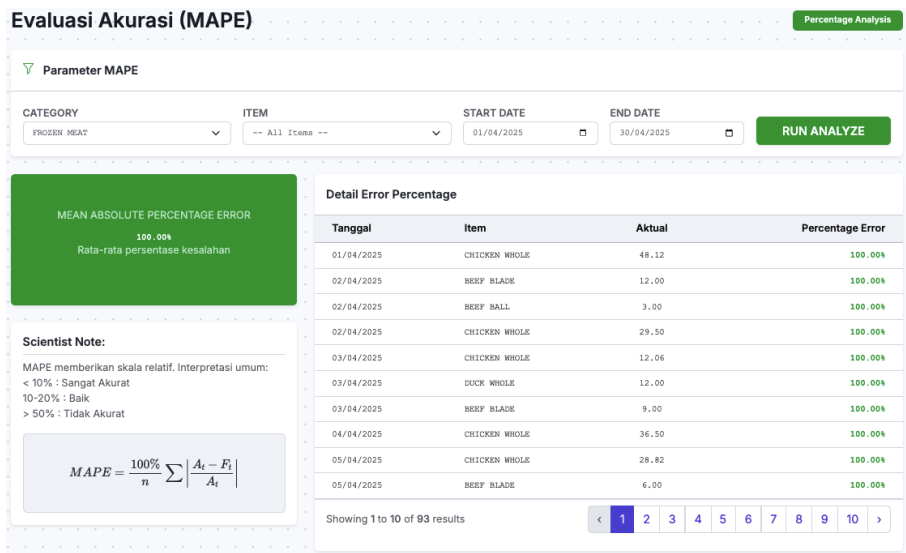 Evaluasi Akurasi (MAPE)
Percentage Analysis
Parameter MAPE
CATEGORY
FROZEN MEAT
ITEM
-- All Items --
START DATE
01/04/2025
END DATE
30/04/2025
RUN ANALYZE
MEAN ABSOLUTE PERCENTAGE ERROR
100.00%
Rata-rata persentase kesalahan
Scientist Note:
MAPE memberikan skala relatif. Interpretasi umum:
< 10% : Sangat Akurat
10-20% : Baik
> 50% : Tidak Akurat
MAPE = 100%/n ∑ |(A_t − F_t)/A_t|
Detail Error Percentage
Tanggal Item Aktual Percentage Error
01/04/2025 CHICKEN WHOLE 48.12 100.00%
02/04/2025 BEEF BLADE 12.00 100.00%
02/04/2025 BEEF BALL 3.00 100.00%
02/04/2025 CHICKEN WHOLE 29.50 100.00%
03/04/2025 CHICKEN WHOLE 12.06 100.00%
03/04/2025 DUCK WHOLE 12.00 100.00%
03/04/2025 BEEF BLADE 9.00 100.00%
04/04/2025 CHICKEN WHOLE 36.50 100.00%
05/04/2025 CHICKEN WHOLE 28.82 100.00%
05/04/2025 BEEF BLADE 6.00 100.00%
Showing 1 to 10 of 93 results
‹ 1 2 3 4 5 6 7 8 9 10 ›